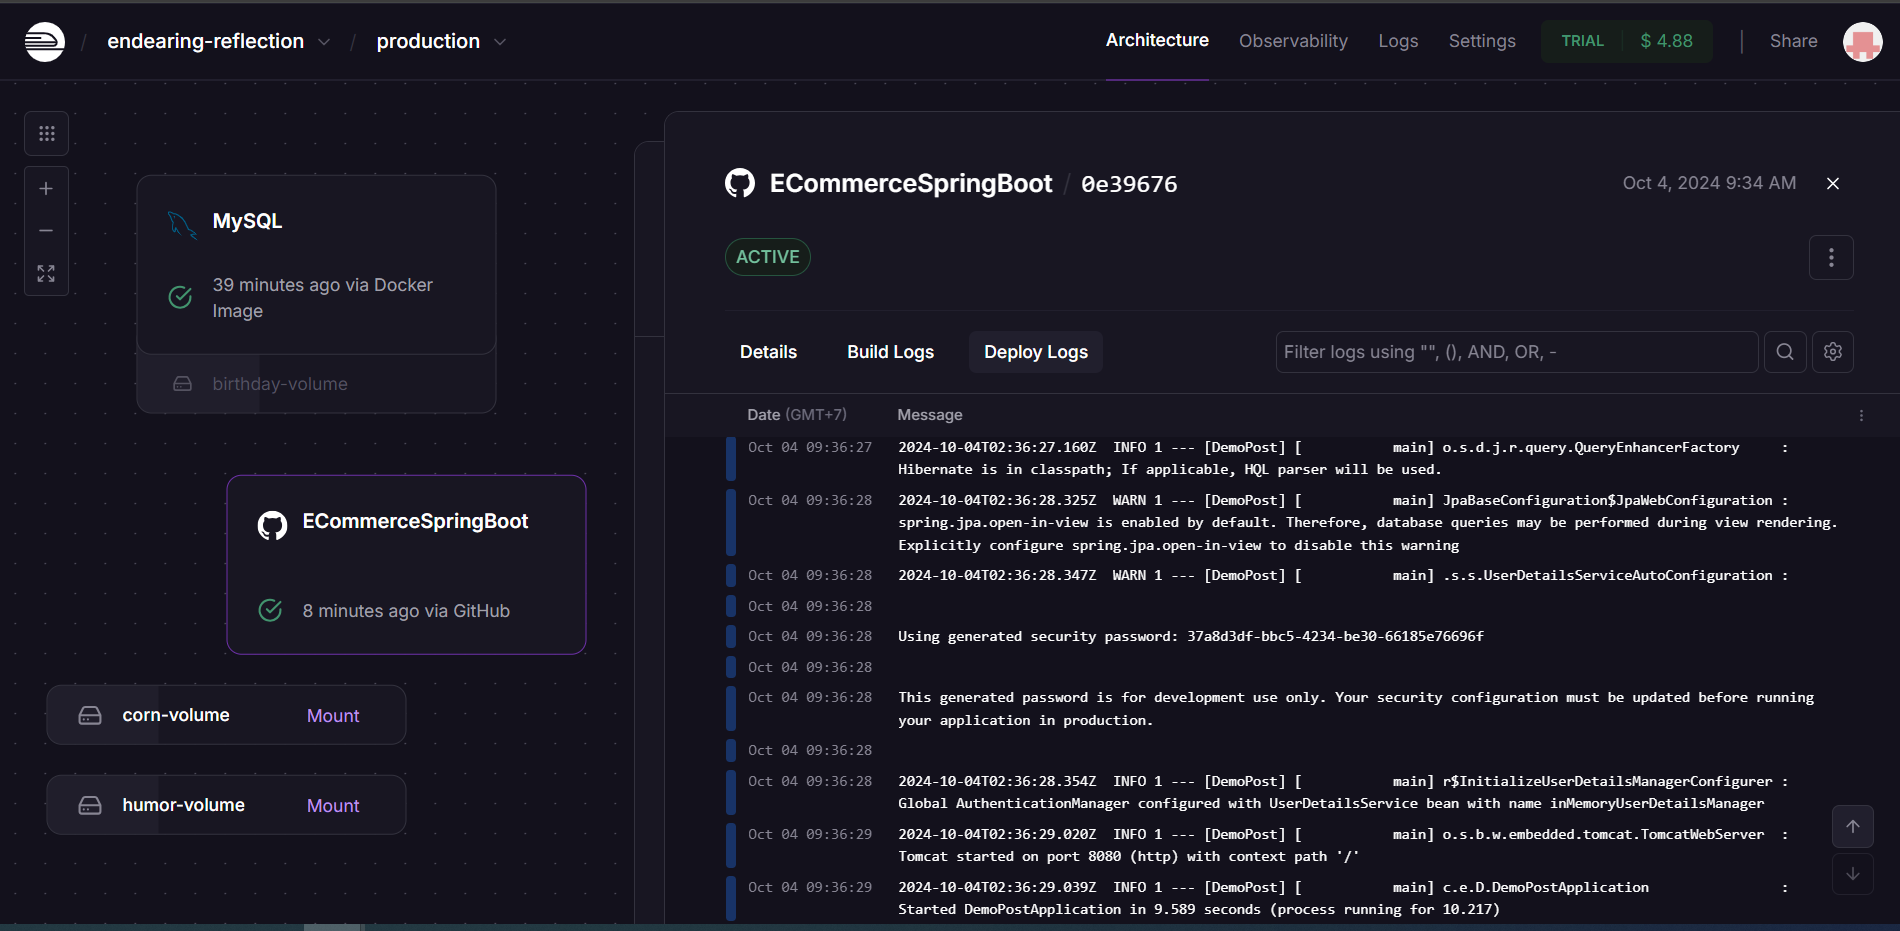 / endearing-reflection / production
Architecture Observability Logs Settings TRIAL $ 4.88 Share
MySQL
39 minutes ago via Docker
Image
birthday-volume
ECommerceSpringBoot
8 minutes ago via GitHub
corn-volume Mount
humor-volume Mount
ECommerceSpringBoot / 0e39676 Oct 4, 2024 9:34 AM
ACTIVE
Details Build Logs Deploy Logs Filter logs using "", (), AND, OR, -
Date (GMT+7) Message
Oct 04 09:36:27 2024-10-04T02:36:27.160Z INFO 1 --- [DemoPost] [ main] o.s.d.j.r.query.QueryEnhancerFactory :
Hibernate is in classpath; If applicable, HQL parser will be used.
Oct 04 09:36:28 2024-10-04T02:36:28.325Z WARN 1 --- [DemoPost] [ main] JpaBaseConfiguration$JpaWebConfiguration :
spring.jpa.open-in-view is enabled by default. Therefore, database queries may be performed during view rendering.
Explicitly configure spring.jpa.open-in-view to disable this warning
Oct 04 09:36:28 2024-10-04T02:36:28.347Z WARN 1 --- [DemoPost] [ main] .s.s.UserDetailsServiceAutoConfiguration :
Oct 04 09:36:28
Oct 04 09:36:28 Using generated security password: 37a8d3df-bbc5-4234-be30-66185e76696f
Oct 04 09:36:28
Oct 04 09:36:28 This generated password is for development use only. Your security configuration must be updated before running
your application in production.
Oct 04 09:36:28
Oct 04 09:36:28 2024-10-04T02:36:28.354Z INFO 1 --- [DemoPost] [ main] r$InitializeUserDetailsManagerConfigurer :
Global AuthenticationManager configured with UserDetailsService bean with name inMemoryUserDetailsManager
Oct 04 09:36:29 2024-10-04T02:36:29.020Z INFO 1 --- [DemoPost] [ main] o.s.b.w.embedded.tomcat.TomcatWebServer :
Tomcat started on port 8080 (http) with context path '/'
Oct 04 09:36:29 2024-10-04T02:36:29.039Z INFO 1 --- [DemoPost] [ main] c.e.D.DemoPostApplication :
Started DemoPostApplication in 9.589 seconds (process running for 10.217)